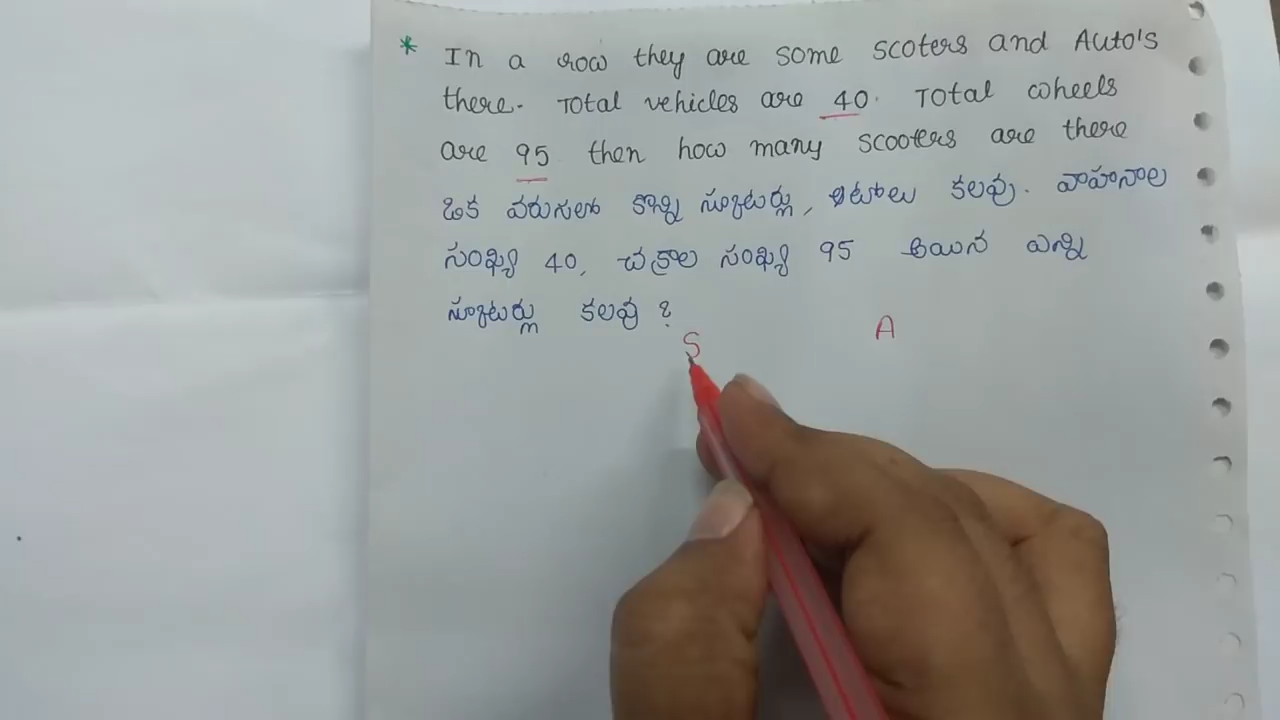 * In a row they are some scoters and Auto's
there. Total vehicles are 40. Total wheels
are 95 then how many scooters are there
ఒక వరుసలో కొన్ని స్కూటర్లు, ఆటోలు కలవు. వాహనాల
సంఖ్య 40, చక్రాల సంఖ్య 95 అయిన ఎన్ని
స్కూటర్లు కలవు ?
S A